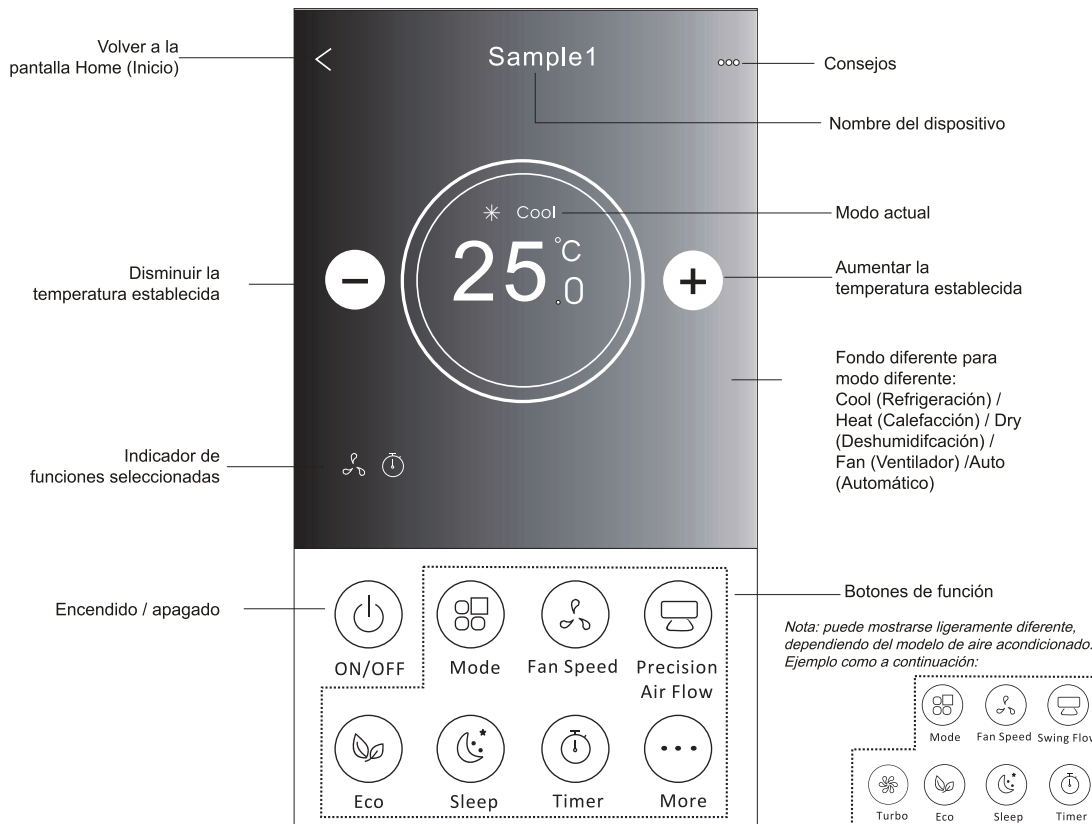 Volver a la
pantalla Home (Inicio)
Sample1
Consejos
Nombre del dispositivo
Cool
Modo actual
25 °C
.0
Disminuir la
temperatura establecida
Aumentar la
temperatura establecida
Fondo diferente para
modo diferente:
Cool (Refrigeración) /
Heat (Calefacción) / Dry
(Deshumidifcación) /
Fan (Ventilador) /Auto
(Automático)
Indicador de
funciones seleccionadas
Encendido / apagado
Botones de función
ON/OFF
Mode
Fan Speed
Precision
Air Flow
Eco
Sleep
Timer
More
Nota: puede mostrarse ligeramente diferente,
dependiendo del modelo de aire acondicionado.
Ejemplo como a continuación:
Mode
Fan Speed
Swing Flow
Turbo
Eco
Sleep
Timer